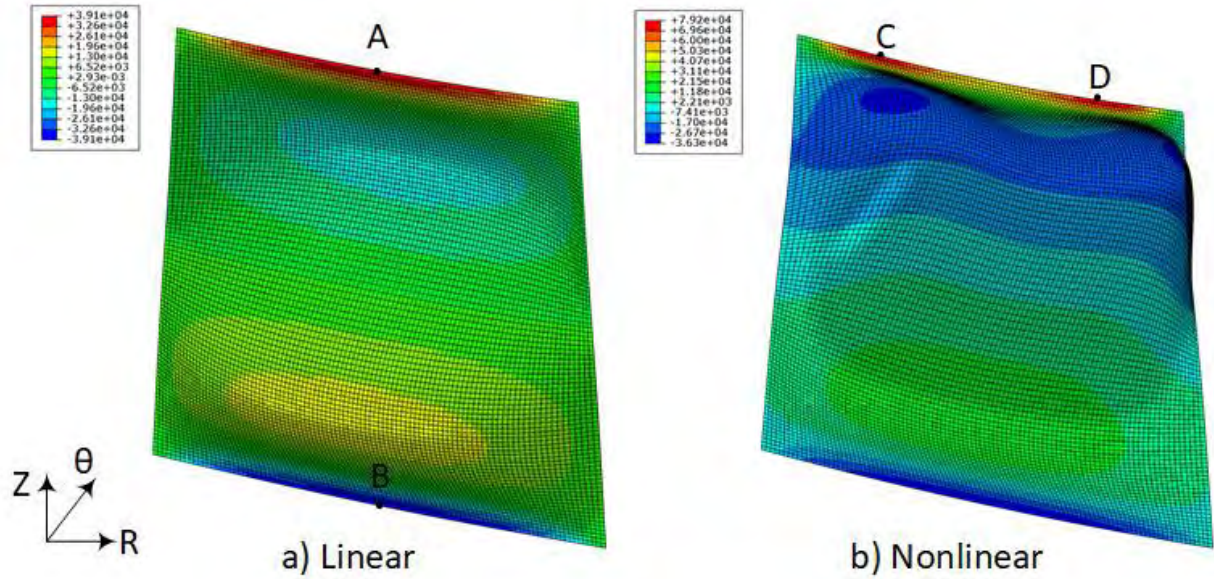 +3.91e+04
+3.26e+04
+2.61e+04
+1.96e+04
+1.30e+04
+6.52e+03
+2.93e-03
-6.52e+03
-1.30e+04
-1.96e+04
-2.61e+04
-3.26e+04
-3.91e+04
A
B
Z
θ
R
a) Linear
+7.92e+04
+6.96e+04
+6.00e+04
+5.03e+04
+4.07e+04
+3.11e+04
+2.15e+04
+1.18e+04
+2.21e+03
-7.41e+03
-1.70e+04
-2.67e+04
-3.63e+04
C
D
b) Nonlinear